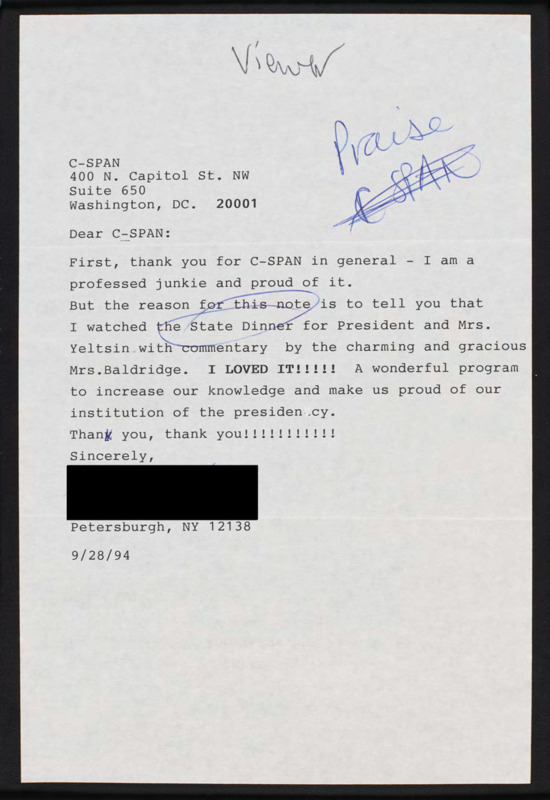 Viewer
Praise
C-SPAN
C-SPAN
400 N. Capitol St. NW
Suite 650
Washington, DC. 20001
Dear C-SPAN:
First, thank you for C-SPAN in general - I am a
professed junkie and proud of it.
But the reason for this note is to tell you that
I watched the State Dinner for President and Mrs.
Yeltsin with commentary by the charming and gracious
Mrs.Baldridge. I LOVED IT!!!!! A wonderful program
to increase our knowledge and make us proud of our
institution of the presiden cy.
Thank you, thank you!!!!!!!!!!!
Sincerely,
Petersburgh, NY 12138
9/28/94